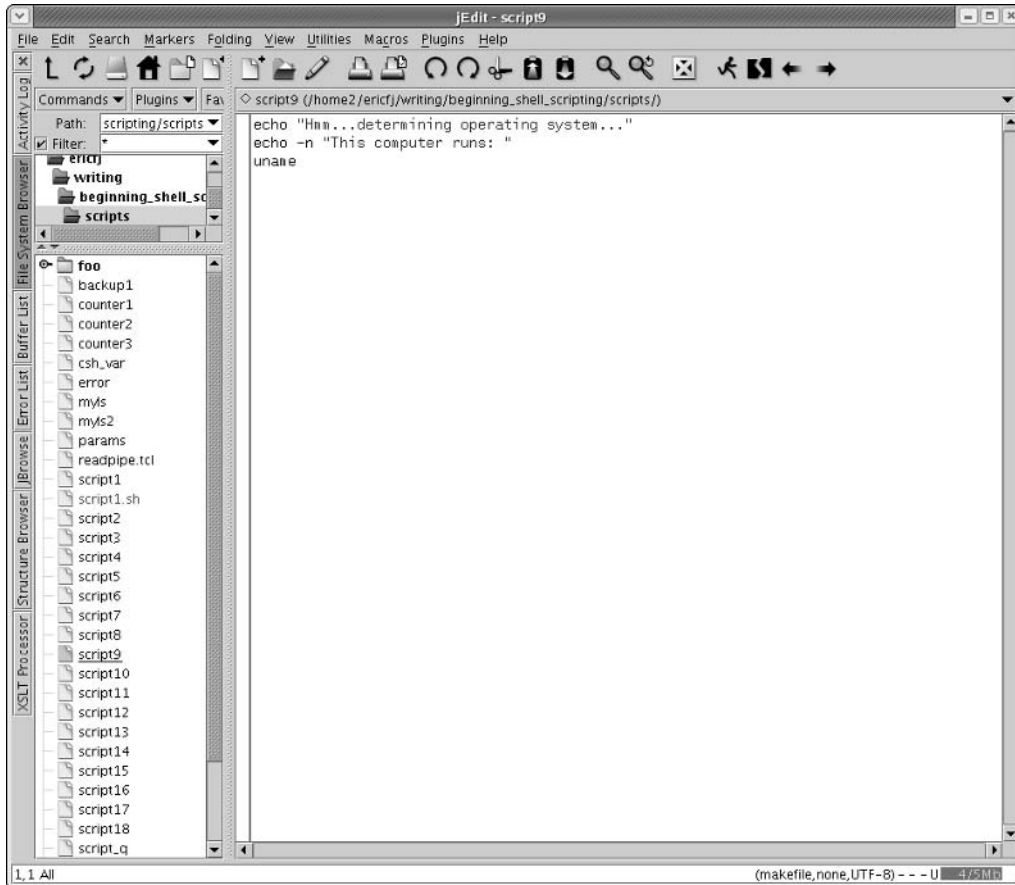 jEdit - script9
File Edit Search Markers Folding View Utilities Macros Plugins Help
Activity Log
File System Browser
Buffer List
Error List
JBrowse
Structure Browser
XSLT Processor
Commands Plugins Fav
Path: scripting/scripts
Filter: *
ericfj
writing
beginning_shell_sc
scripts
foo
backup1
counter1
counter2
counter3
csh_var
error
myls
myls2
params
readpipe.tcl
script1
script1.sh
script2
script3
script4
script5
script6
script7
script8
script9
script10
script11
script12
script13
script14
script15
script16
script17
script18
script_q
script9 (/home2/ericfj/writing/beginning_shell_scripting/scripts/)
echo "Hmm...determining operating system..."
echo -n "This computer runs: "
uname
1,1 All
(makefile,none,UTF-8) - - - U 4/5Mb